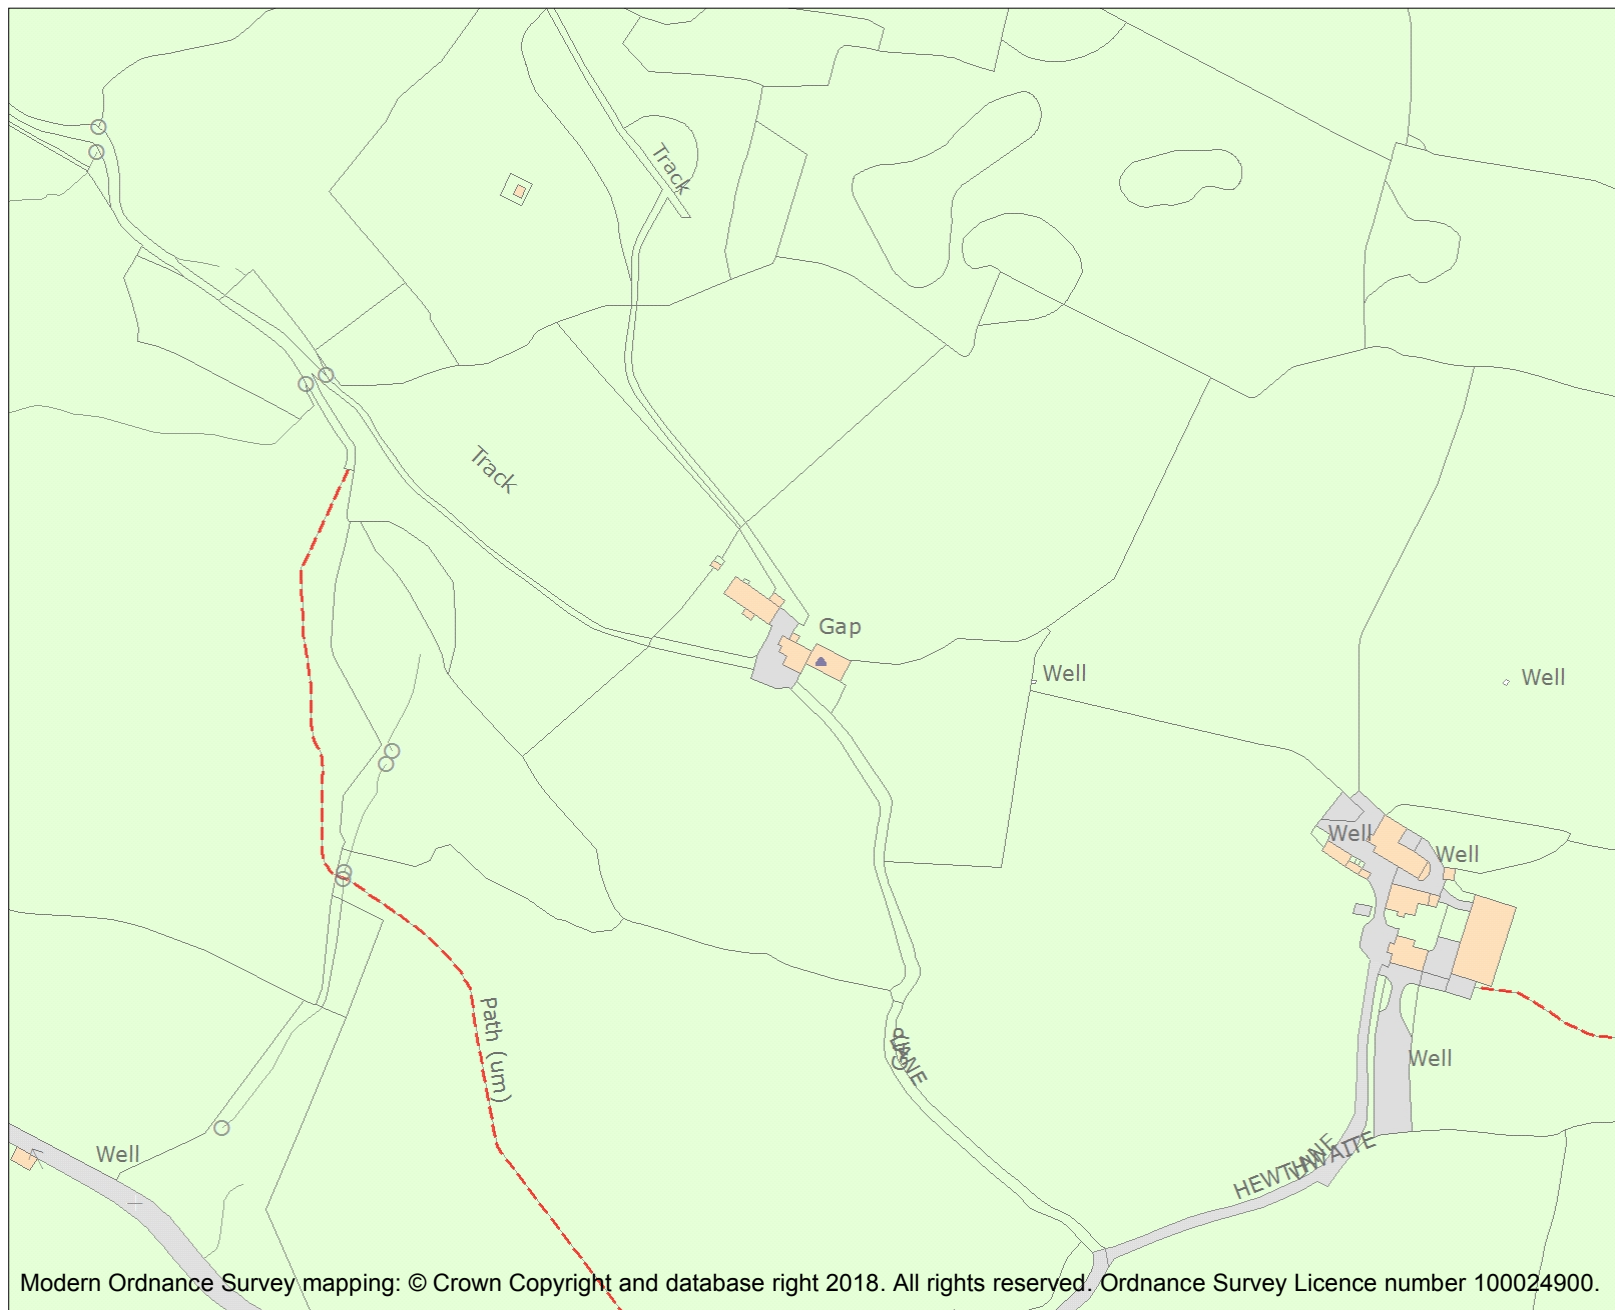 Track
Track
Gap
Well
Well
Well
Well
Path (um)
LANE
Well
Well
HEWTHWAITE
LANE
Modern Ordnance Survey mapping: © Crown Copyright and database right 2018. All rights reserved. Ordnance Survey Licence number 100024900.